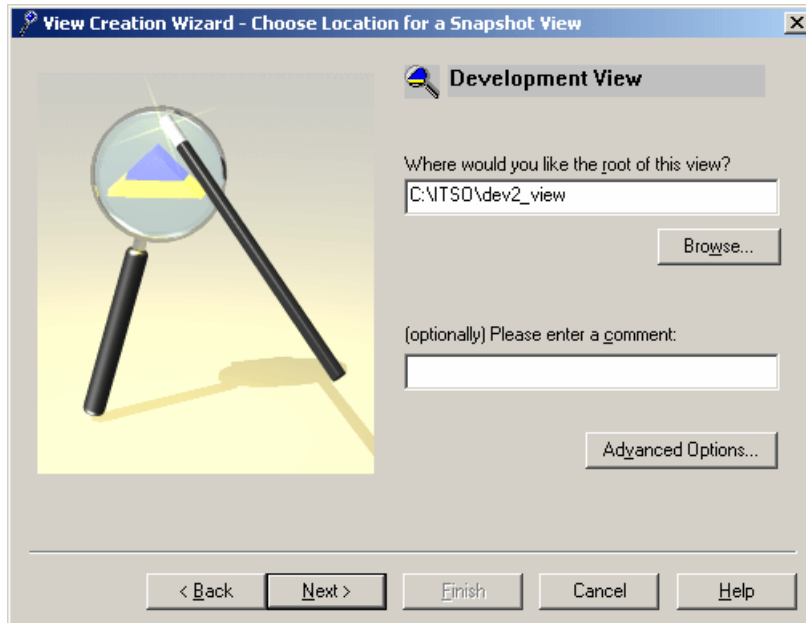 View Creation Wizard - Choose Location for a Snapshot View
Development View
Where would you like the root of this view?
C:\ITSO\dev2_view
Browse...
(optionally) Please enter a comment:
Advanced Options...
< Back
Next >
Finish
Cancel
Help